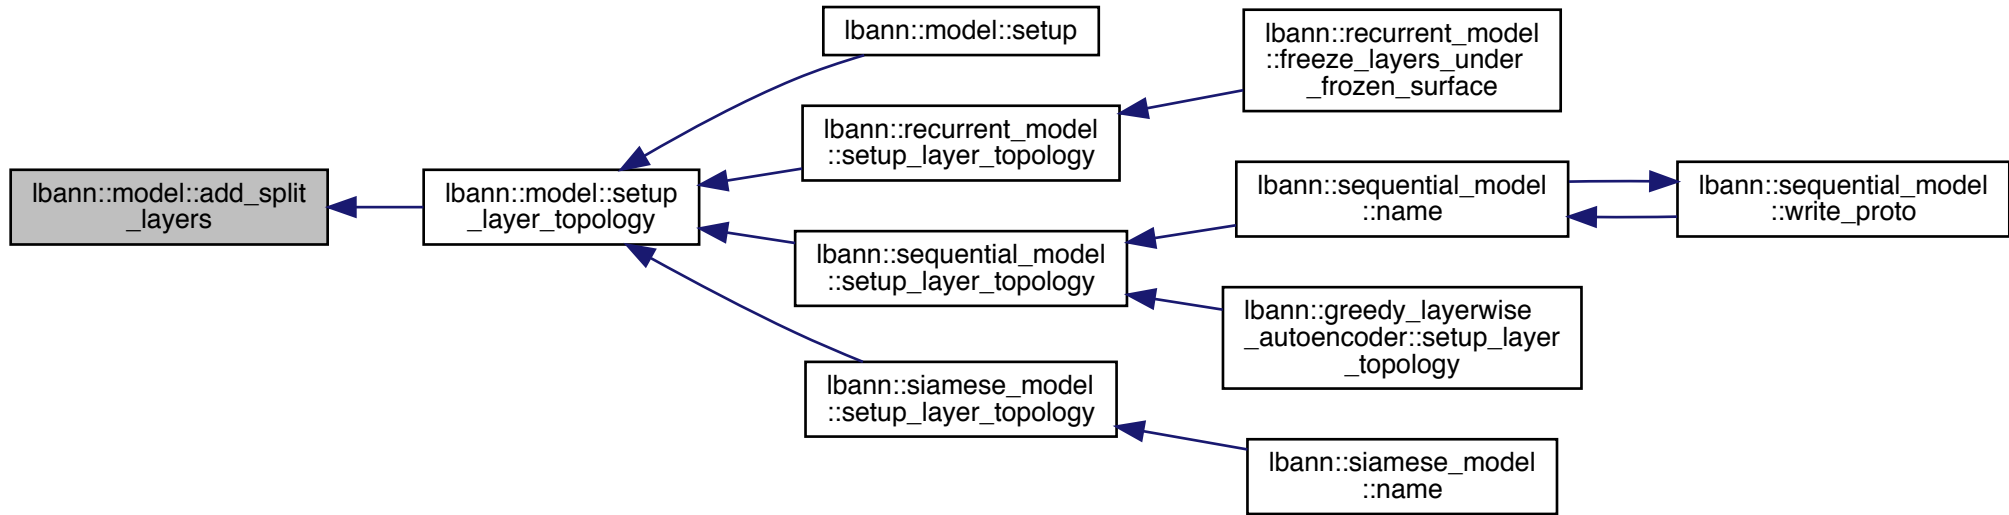 lbann::model::add_split
_layers
lbann::model::setup
_layer_topology
lbann::model::setup
lbann::recurrent_model
::setup_layer_topology
lbann::sequential_model
::setup_layer_topology
lbann::siamese_model
::setup_layer_topology
lbann::recurrent_model
::freeze_layers_under
_frozen_surface
lbann::sequential_model
::name
lbann::greedy_layerwise
_autoencoder::setup_layer
_topology
lbann::siamese_model
::name
lbann::sequential_model
::write_proto